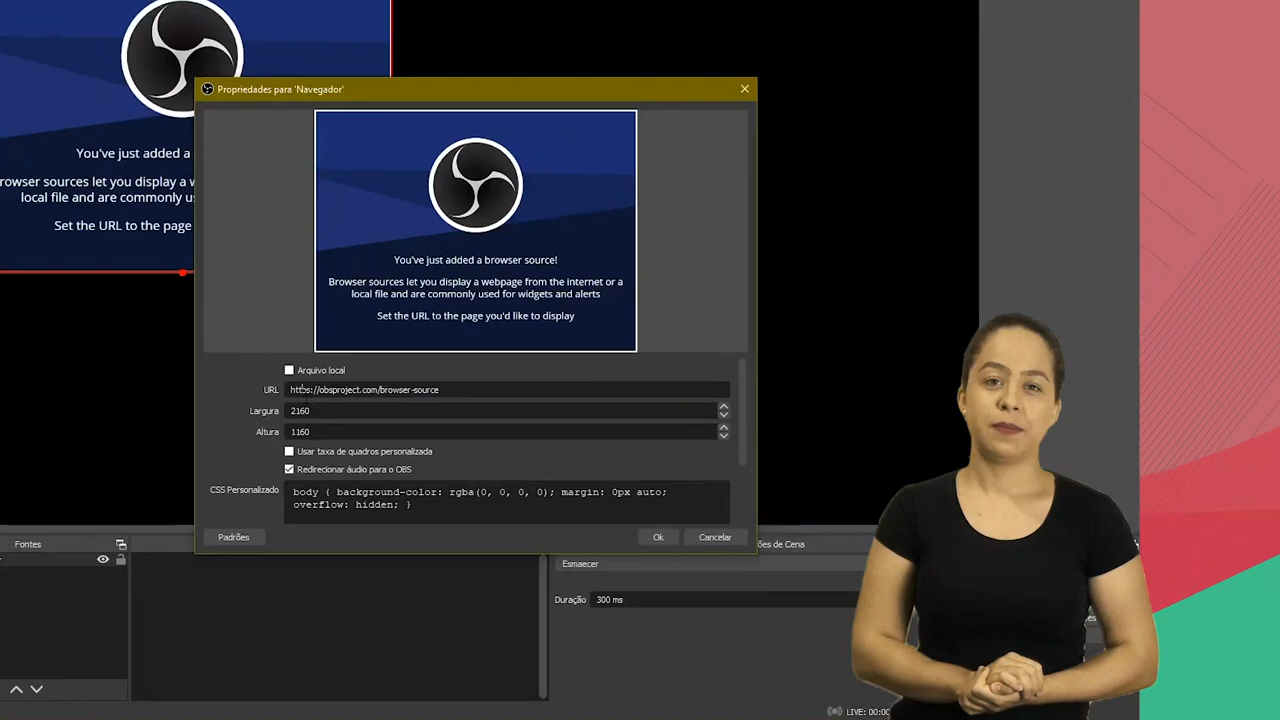 You've just added a
rowser sources let you display a w
local file and are commonly us
Set the URL to the page
Propriedades para 'Navegador'
You've just added a browser source!
Browser sources let you display a webpage from the internet or a
local file and are commonly used for widgets and alerts
Set the URL to the page you'd like to display
Arquivo local
URL https://obsproject.com/browser-source
Largura 2160
Altura 1160
Usar taxa de quadros personalizada
Redirecionar áudio para o OBS
CSS Personalizado body { background-color: rgba(0, 0, 0, 0); margin: 0px auto;
overflow: hidden; }
Padrões Ok Cancelar
Fontes
ões de Cena
Esmaecer
Duração 300 ms
LIVE: 00:00